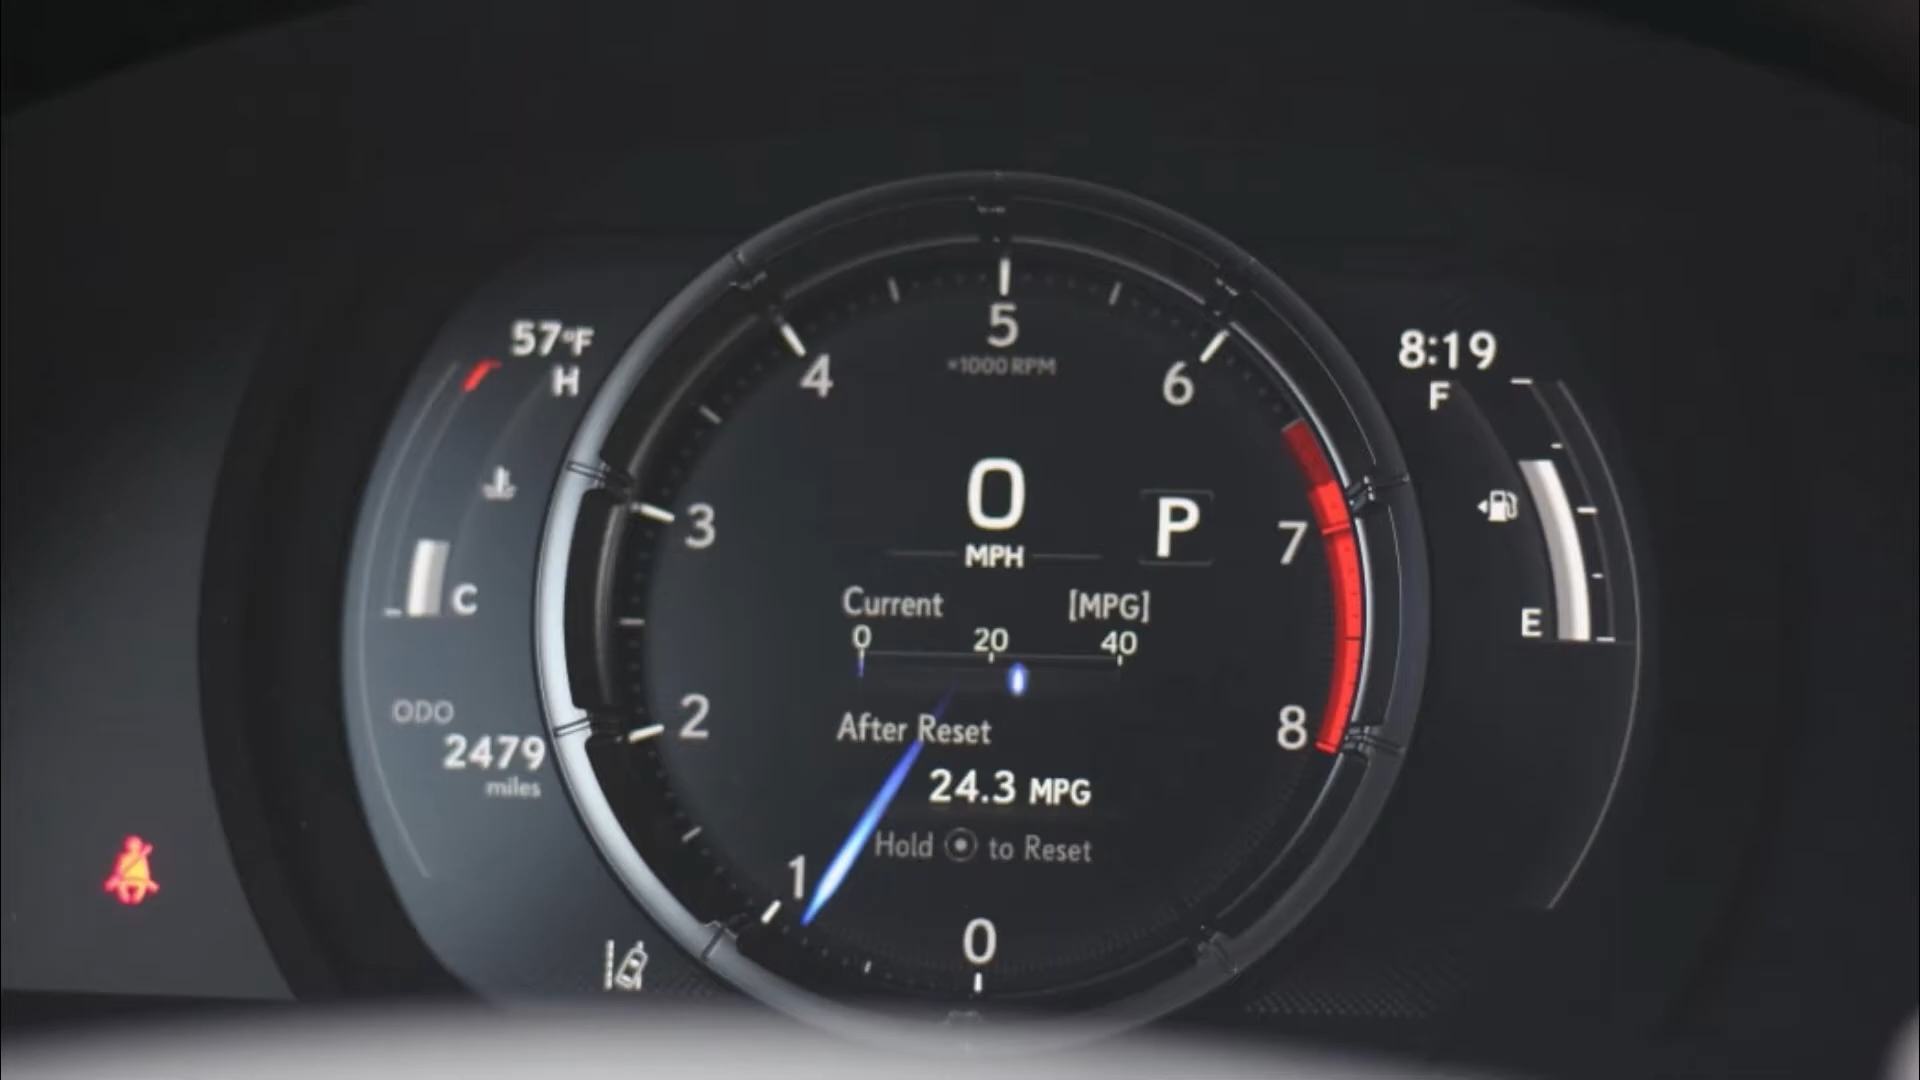 57°F
H
C
ODO
2479
miles
5
×1000 RPM
4
6
3
7
2
8
1
0
0
MPH
P
Current [MPG]
0 20 40
After Reset
24.3 MPG
Hold to Reset
8:19
F
E